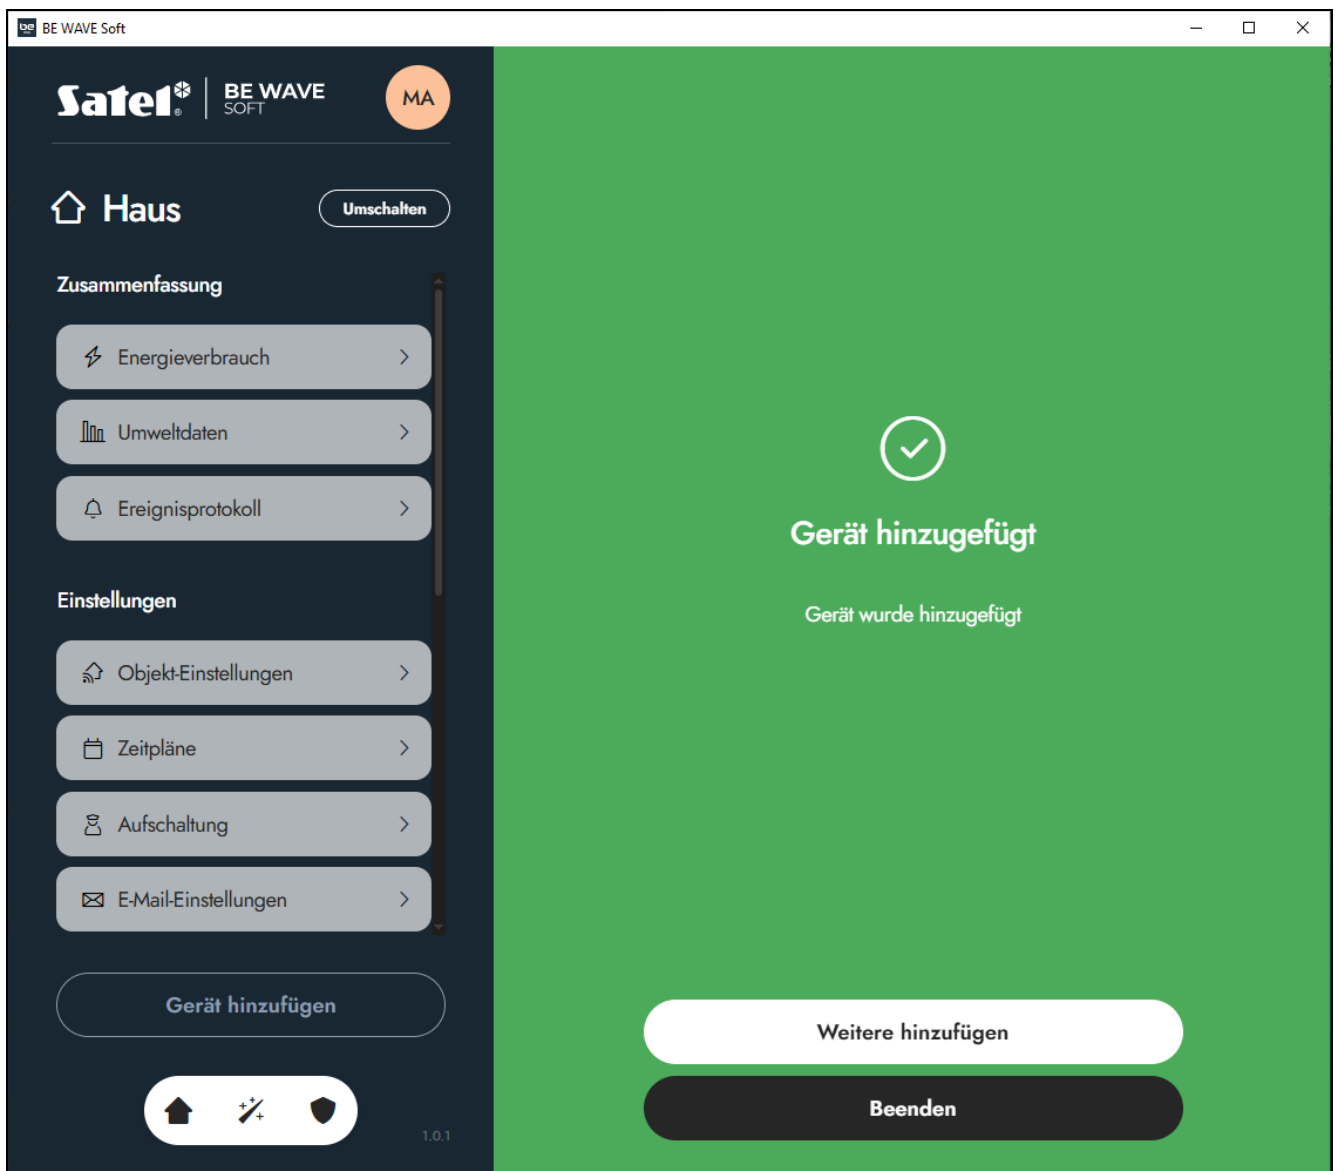 be BE WAVE Soft
Satel® BE WAVE
SOFT
MA
Haus
Umschalten
Zusammenfassung
Energieverbrauch
Umweltdaten
Ereignisprotokoll
Einstellungen
Objekt-Einstellungen
Zeitpläne
Aufschaltung
E-Mail-Einstellungen
Gerät hinzufügen
1.0.1
Gerät hinzugefügt
Gerät wurde hinzugefügt
Weitere hinzufügen
Beenden